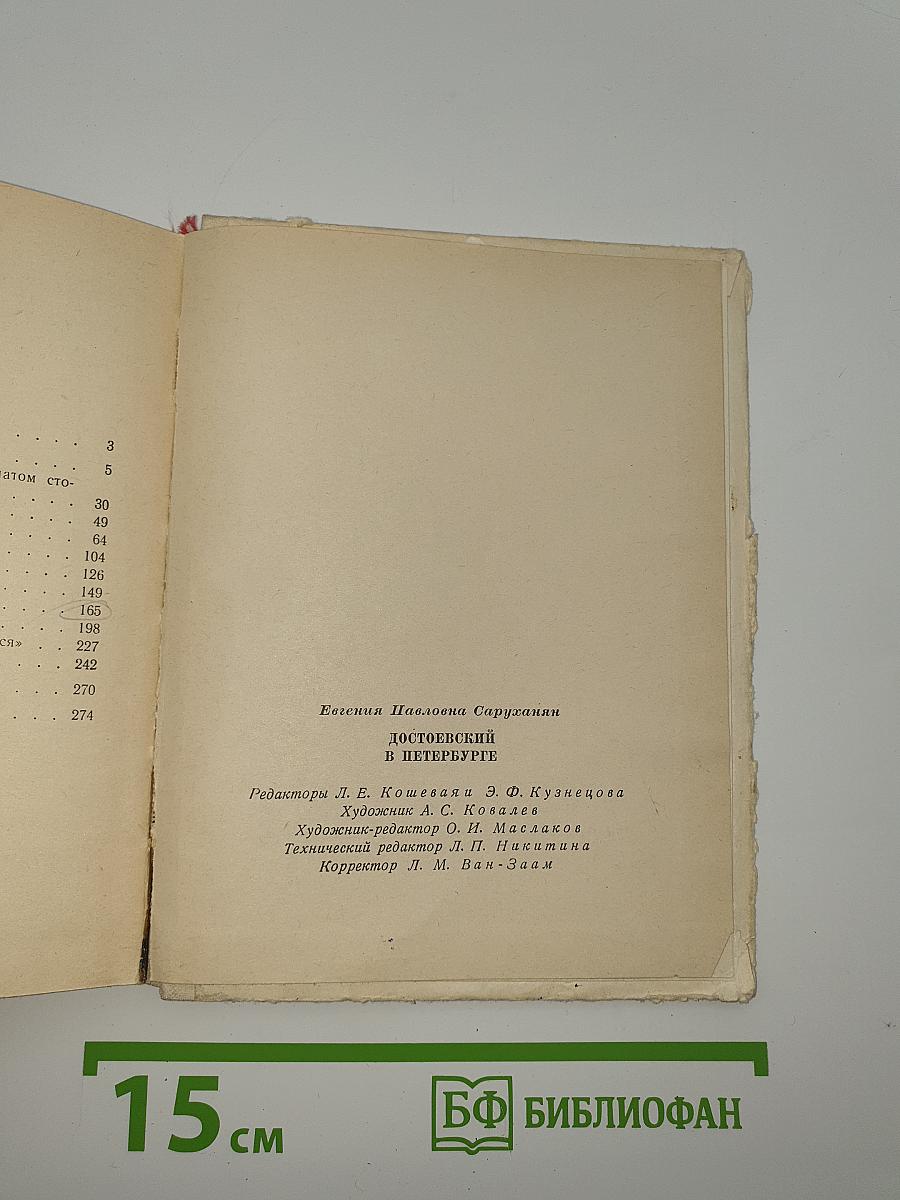 . . . . 3
. . . . 5
атом сто-
. . . . 30
. . . . 49
. . . . 64
. . . . 104
. . . . 126
. . . . 149
. . . . 165
. . . . 198
ся» . . 227
. . . . 242
. . . . 270
. . . . 274
Евгения Павловна Саруханян
ДОСТОЕВСКИЙ
В ПЕТЕРБУРГЕ
Редакторы Л. Е. Кошевая и Э. Ф. Кузнецова
Художник А. С. Ковалев
Художник-редактор О. И. Маслаков
Технический редактор Л. П. Никитина
Корректор Л. М. Ван-Заам
15 см
БФ БИБЛИОФАН